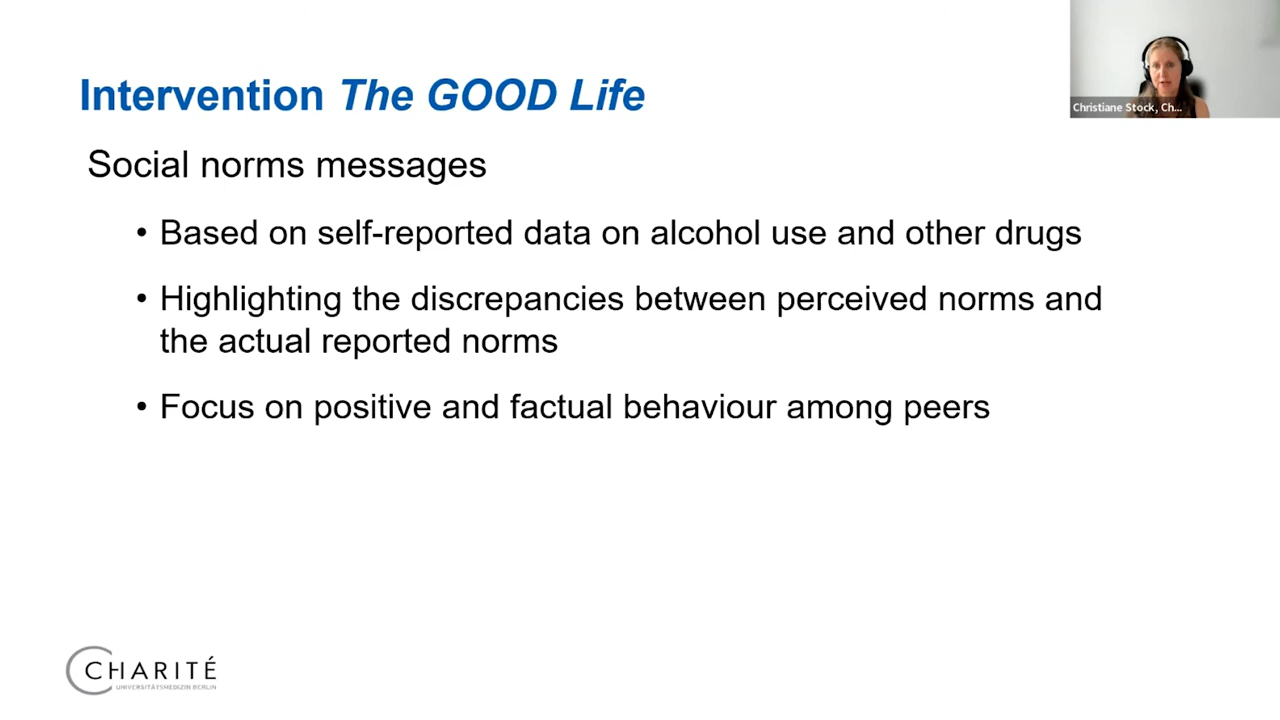 Intervention The GOOD Life
Christiane Stock, Ch...
Social norms messages
• Based on self-reported data on alcohol use and other drugs
• Highlighting the discrepancies between perceived norms and
the actual reported norms
• Focus on positive and factual behaviour among peers
CHARITÉ
UNIVERSITÄTSMEDIZIN BERLIN